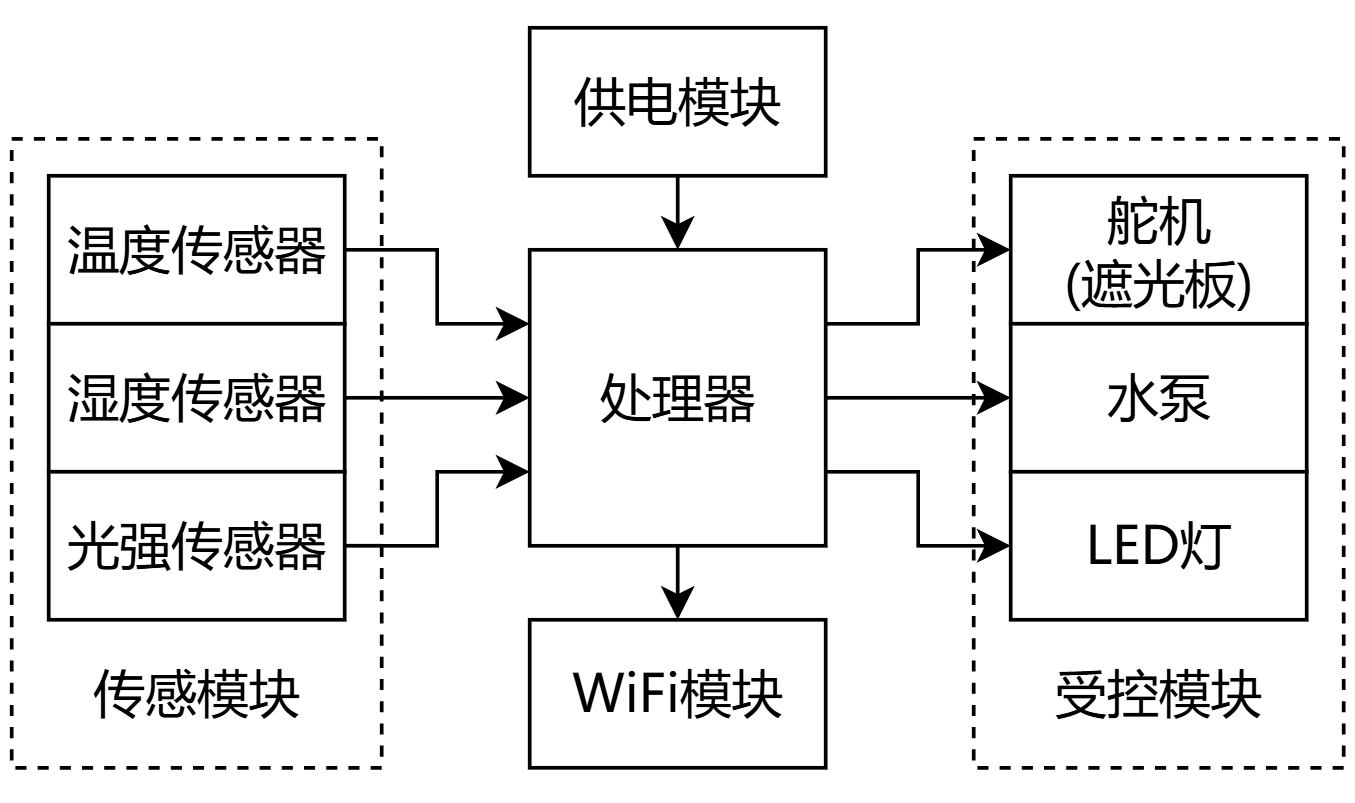 供电模块
温度传感器
湿度传感器
光强传感器
传感模块
处理器
WiFi模块
舵机
(遮光板)
水泵
LED灯
受控模块